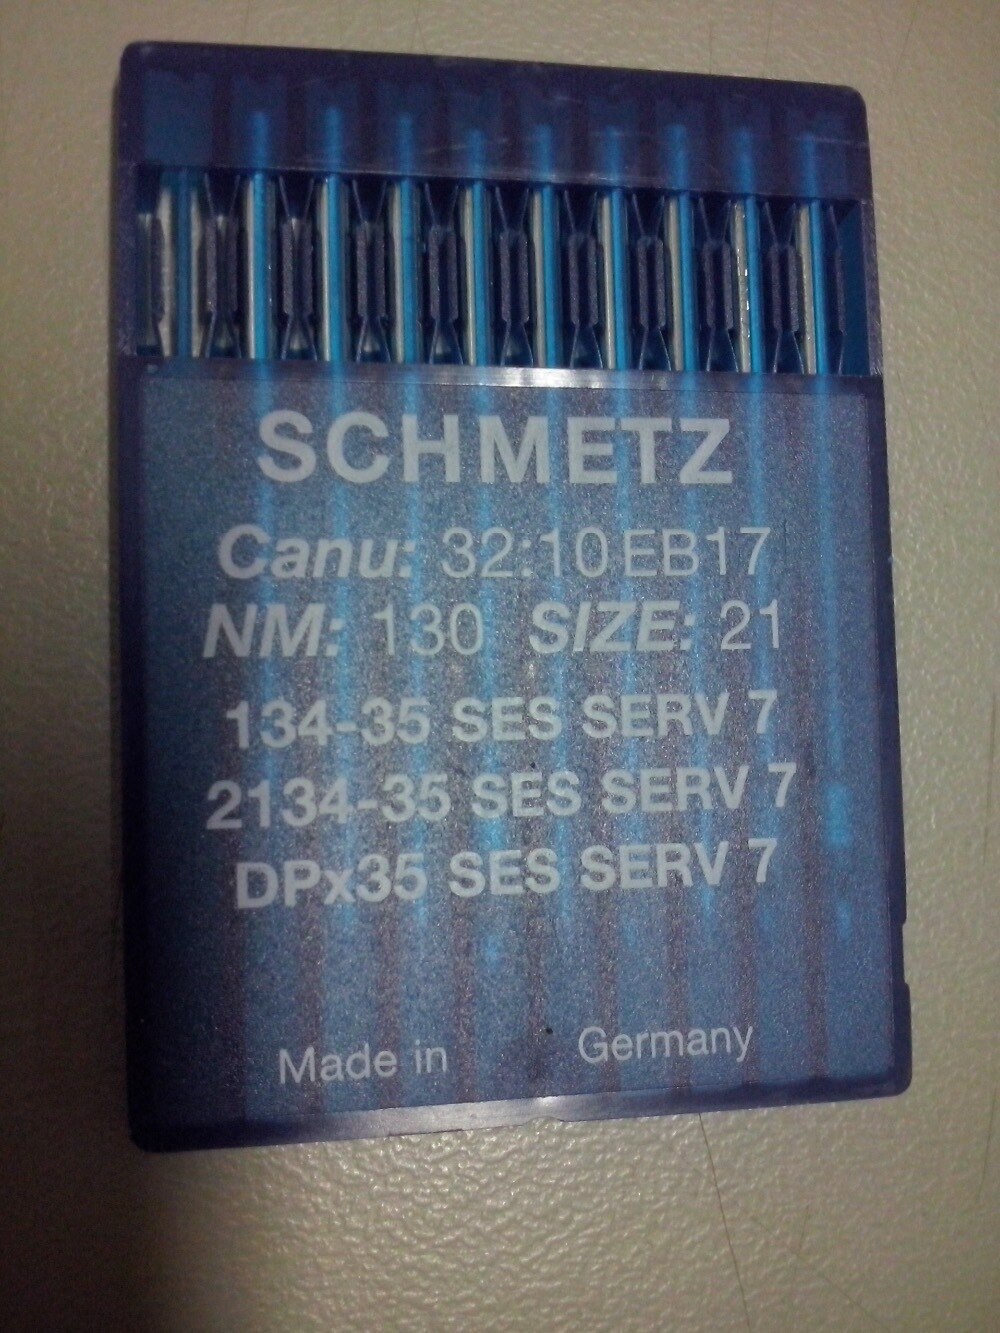 SCHMETZ
Canu: 32:10 EB17
NM: 130 SIZE: 21
134-35 SES SERV 7
2134-35 SES SERV 7
DPx35 SES SERV 7
Made in Germany